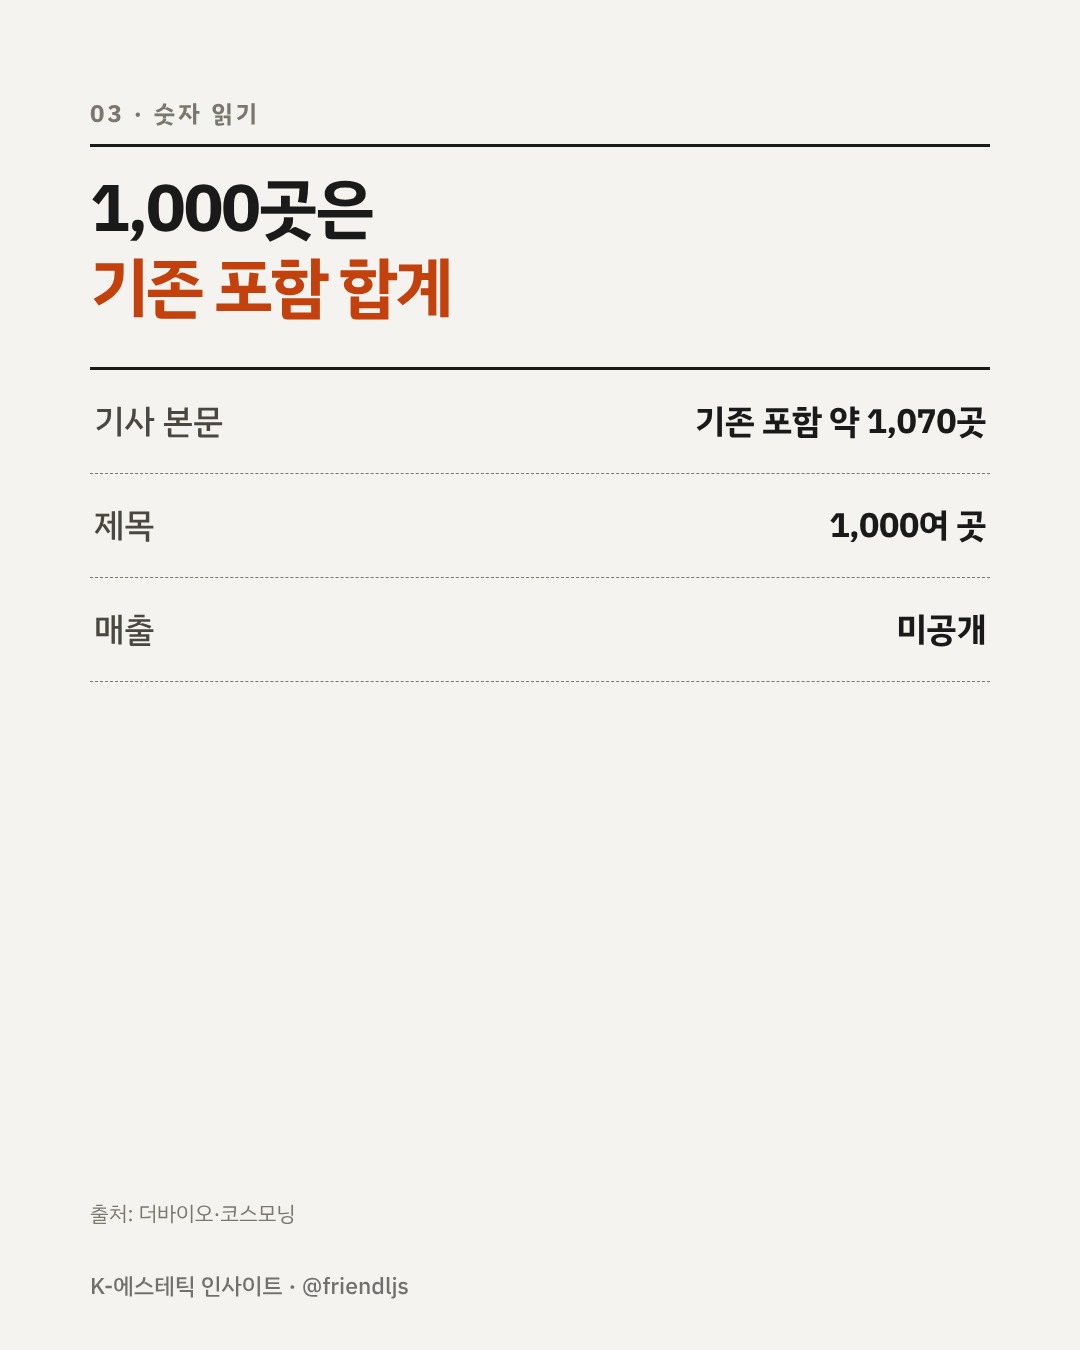 03 · 숫자 읽기
1,000곳은
기존 포함 합계
기사 본문 기존 포함 약 1,070곳
제목 1,000여 곳
매출 미공개
출처: 더바이오·코스모닝
K-에스테틱 인사이트 · @friendljs